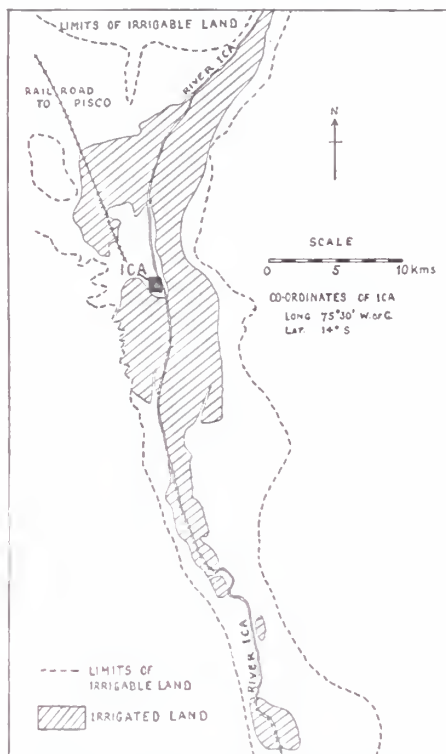 LIMITS OF IRRIGABLE LAND
RIVER ICA
RAIL ROAD
TO PISCO
N
SCALE
0 5 10 KMS
ICA
CO-ORDINATES OF ICA
LONG 75°30' W. OF G.
LAT. 14° S
RIVER ICA
LIMITS OF
IRRIGABLE LAND
IRRIGATED LAND